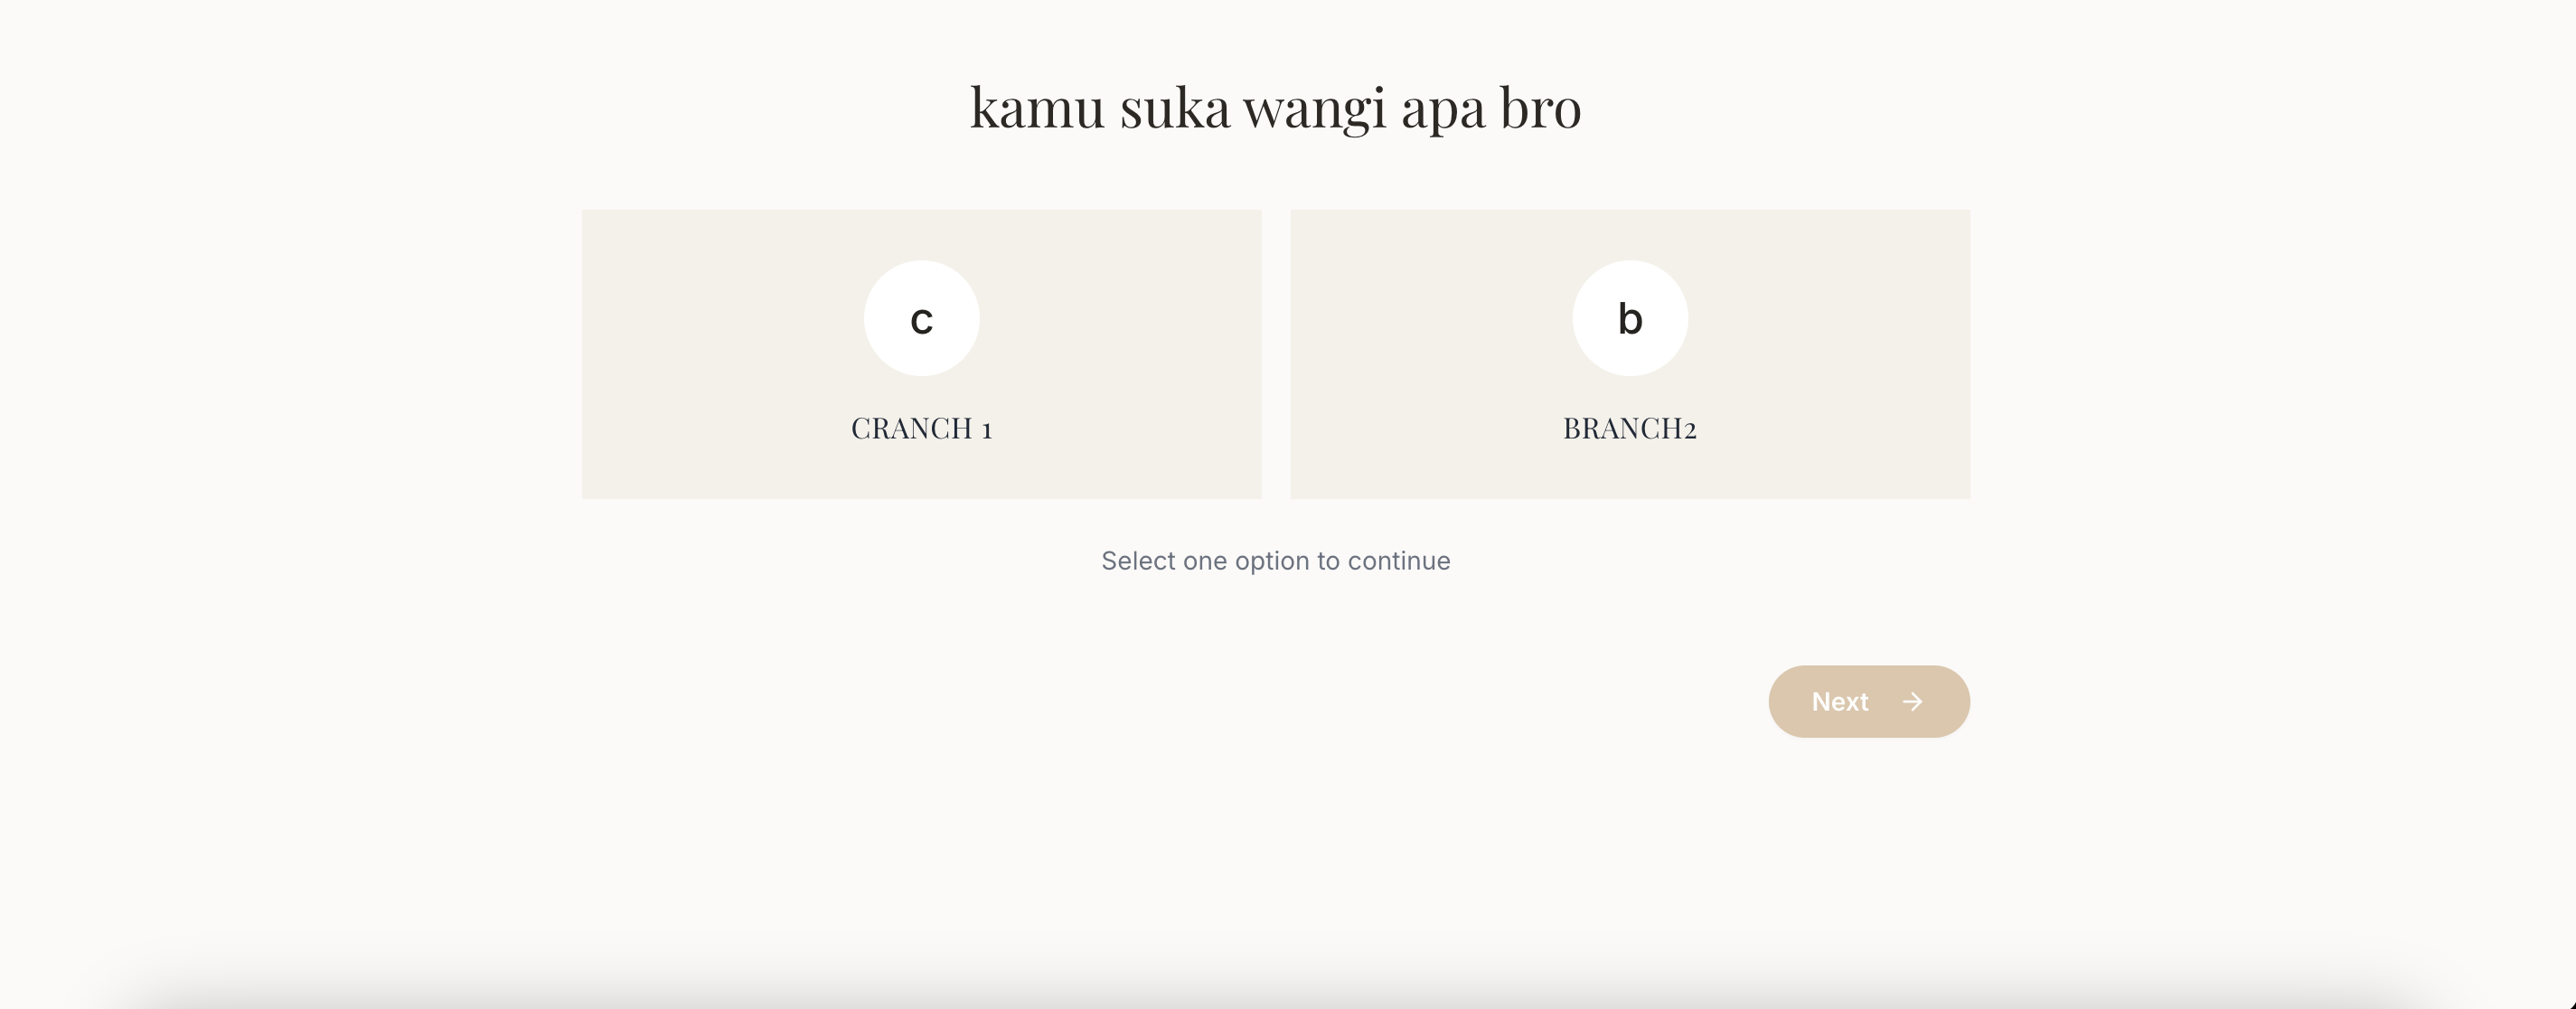 kamu suka wangi apa bro
c
b
CRANCH 1
BRANCH2
Select one option to continue
Next